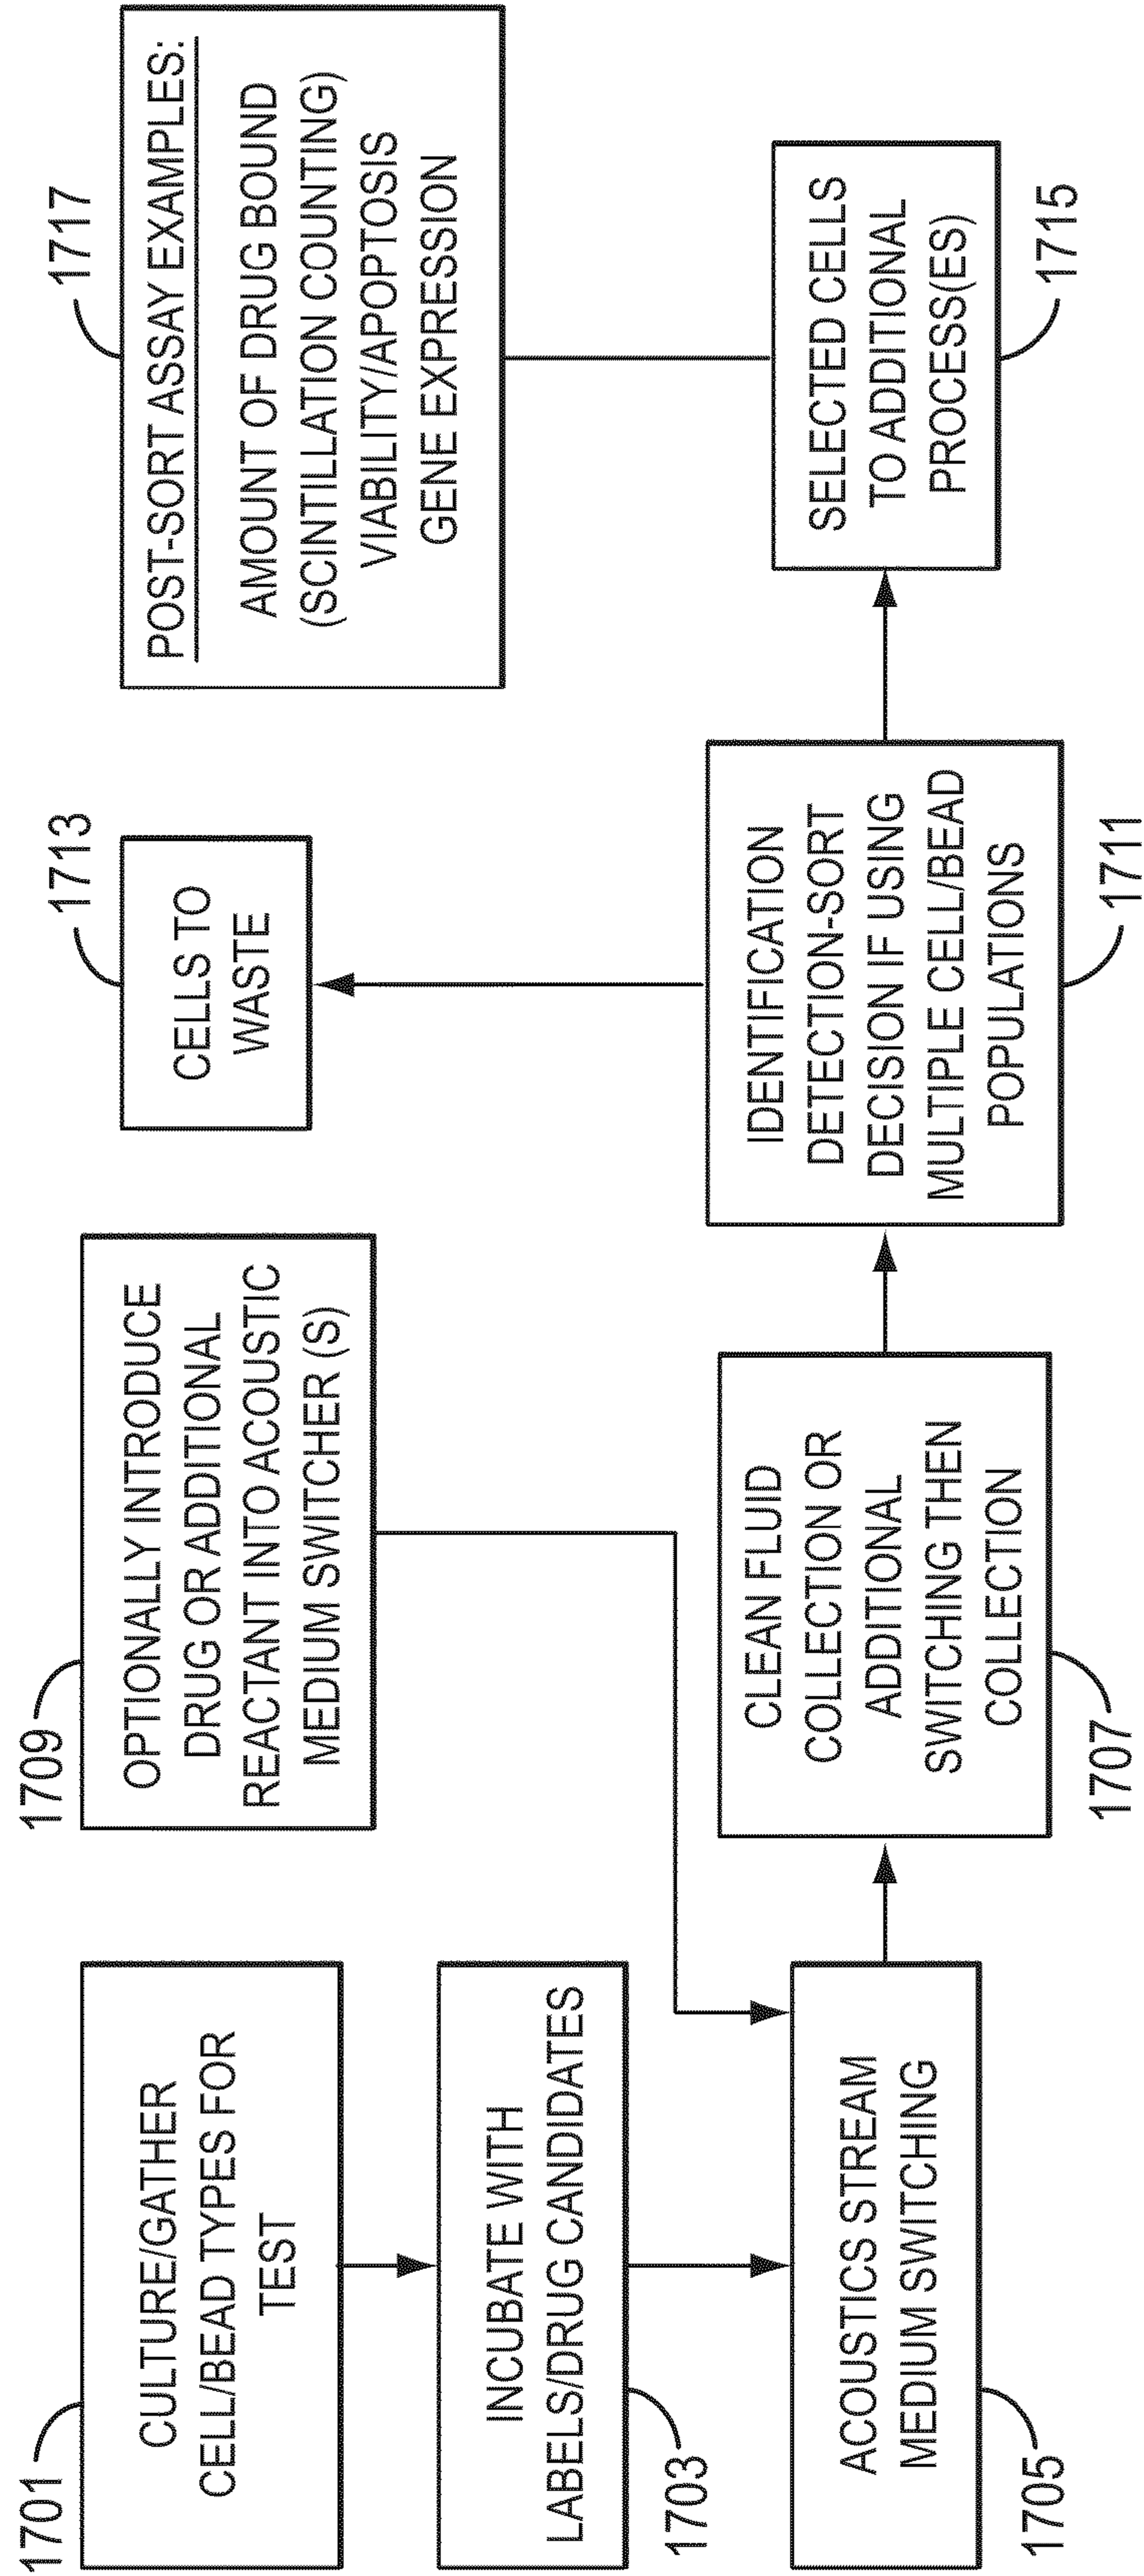 1701
CULTURE/GATHER
CELL/BEAD TYPES FOR
TEST
1703
INCUBATE WITH
LABELS/DRUG CANDIDATES
1705
ACOUSTICS STREAM
MEDIUM SWITCHING
1709
OPTIONALLY INTRODUCE
DRUG OR ADDITIONAL
REACTANT INTO ACOUSTIC
MEDIUM SWITCHER (S)
1707
CLEAN FLUID
COLLECTION OR
ADDITIONAL
SWITCHING THEN
COLLECTION
1713
CELLS TO
WASTE
1711
IDENTIFICATION
DETECTION-SORT
DECISION IF USING
MULTIPLE CELL/BEAD
POPULATIONS
1717
POST-SORT ASSAY EXAMPLES:
AMOUNT OF DRUG BOUND
(SCINTILLATION COUNTING)
VIABILITY/APOPTOSIS
GENE EXPRESSION
1715
SELECTED CELLS
TO ADDITIONAL
PROCESS(ES)